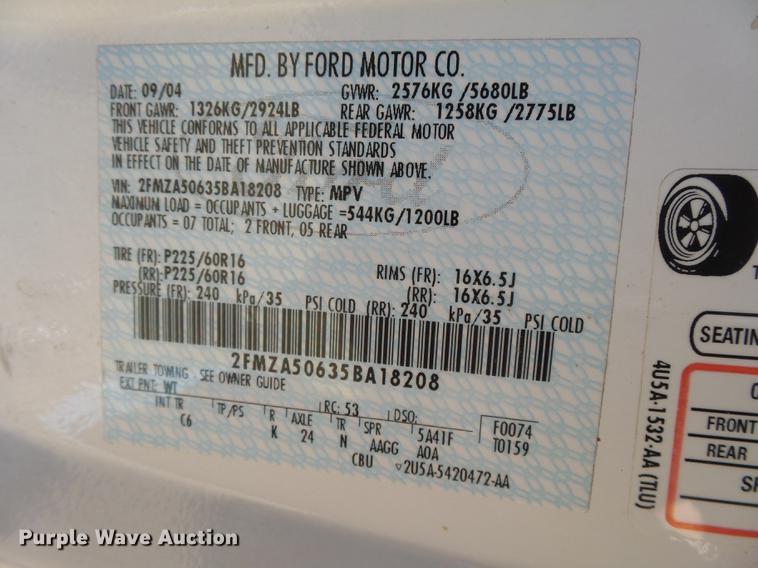 MFD. BY FORD MOTOR CO.
DATE: 09/04 GVWR: 2576KG /5680LB
FRONT GAWR: 1326KG/2924LB REAR GAWR: 1258KG /2775LB
THIS VEHICLE CONFORMS TO ALL APPLICABLE FEDERAL MOTOR
VEHICLE SAFETY AND THEFT PREVENTION STANDARDS
IN EFFECT ON THE DATE OF MANUFACTURE SHOWN ABOVE.
VIN: 2FMZA50635BA18208 TYPE: MPV
MAXIMUM LOAD = OCCUPANTS + LUGGAGE =544KG/1200LB
OCCUPANTS = 07 TOTAL; 2 FRONT, 05 REAR
TIRE (FR): P225/60R16 RIMS (FR): 16X6.5J
(RR): P225/60R16 (RR): 16X6.5J
PRESSURE (FR): 240 kPa/35 PSI COLD (RR): 240 kPa/35 PSI COLD
2FMZA50635BA18208
TRAILER TOWING - SEE OWNER GUIDE
EXT PNT: WT RC: 53 DSO:
INT TR TP/PS R AXLE TR SPR 5A41F F0074
C6 K 24 N AAGG A0A T0159
CBU 2U5A-5420472-AA
4U5A-1532-AA (TLU)
SEATIN
FRONT
REAR
Purple Wave Auction